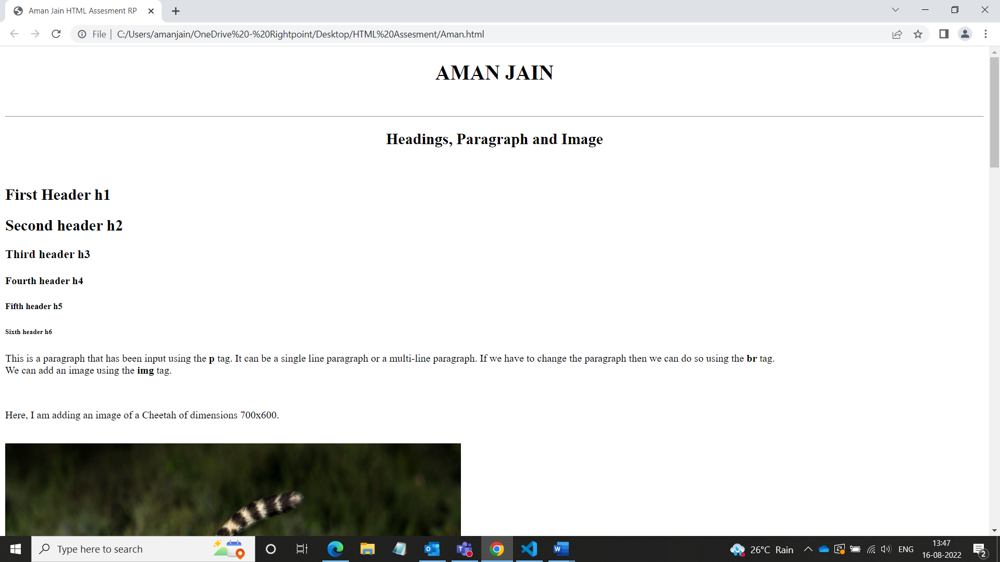 Aman Jain HTML Assesment RP
File | C:/Users/amanjain/OneDrive%20-%20Rightpoint/Desktop/HTML%20Assesment/Aman.html
AMAN JAIN
Headings, Paragraph and Image
First Header h1
Second header h2
Third header h3
Fourth header h4
Fifth header h5
Sixth header h6
This is a paragraph that has been input using the p tag. It can be a single line paragraph or a multi-line paragraph. If we have to change the paragraph then we can do so using the br tag.
We can add an image using the img tag.
Here, I am adding an image of a Cheetah of dimensions 700x600.
Type here to search
26°C Rain
ENG
13:47
16-08-2022
2